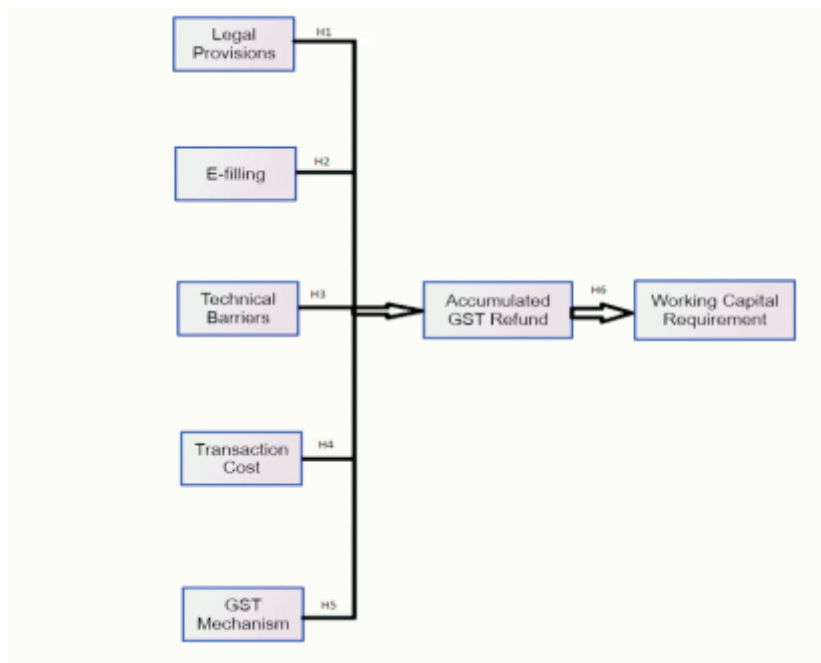 Legal
Provisions
H1
E-filling
H2
Technical
Barriers
H3
Accumulated
GST Refund
H6
Working Capital
Requirement
Transaction
Cost
H4
GST
Mechanism
H5